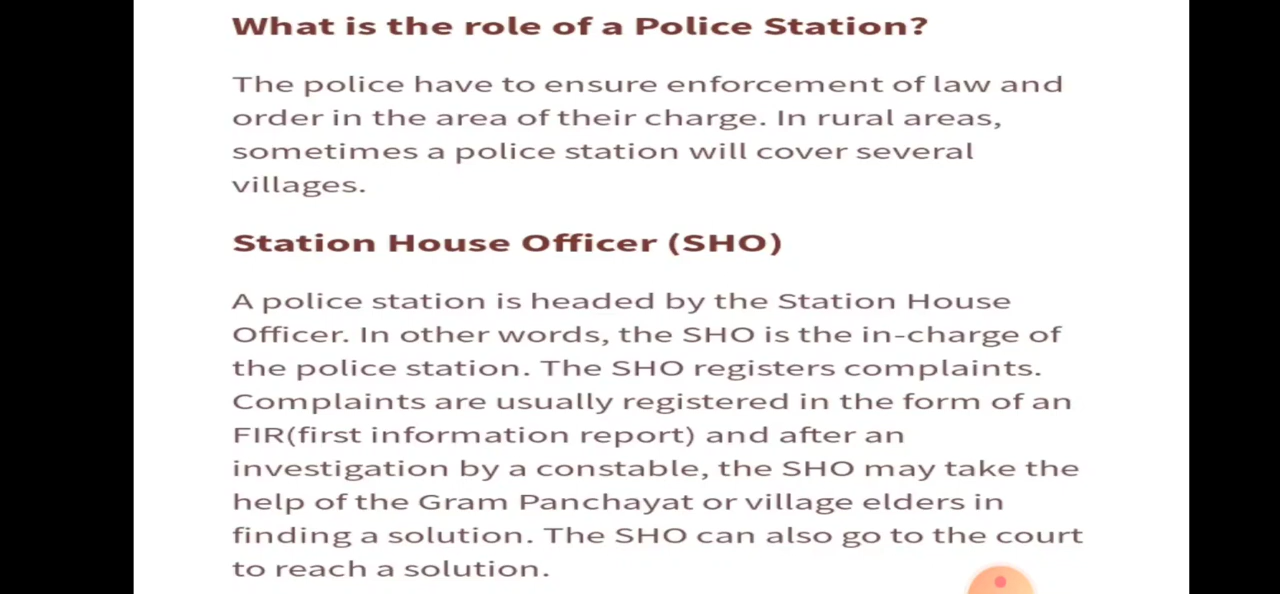 What is the role of a Police Station?
The police have to ensure enforcement of law and
order in the area of their charge. In rural areas,
sometimes a police station will cover several
villages.
Station House Officer (SHO)
A police station is headed by the Station House
Officer. In other words, the SHO is the in-charge of
the police station. The SHO registers complaints.
Complaints are usually registered in the form of an
FIR(first information report) and after an
investigation by a constable, the SHO may take the
help of the Gram Panchayat or village elders in
finding a solution. The SHO can also go to the court
to reach a solution.